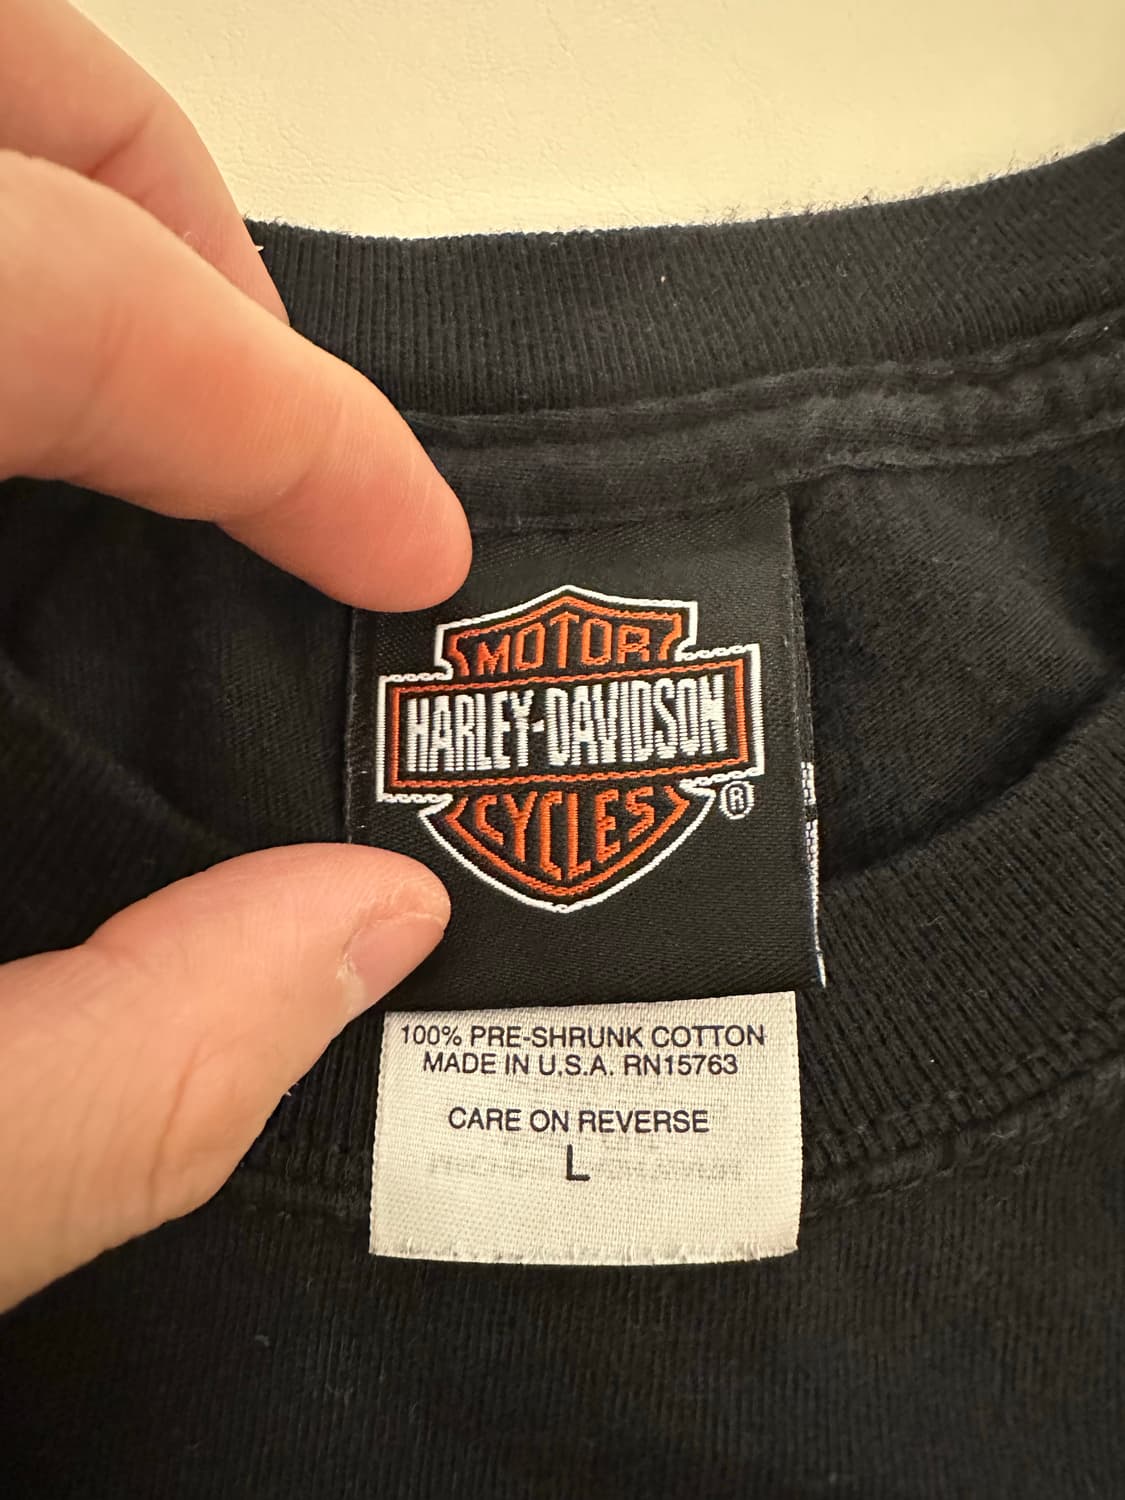 MOTOR
HARLEY-DAVIDSON
CYCLES
®
100% PRE-SHRUNK COTTON
MADE IN U.S.A. RN15763
CARE ON REVERSE
L